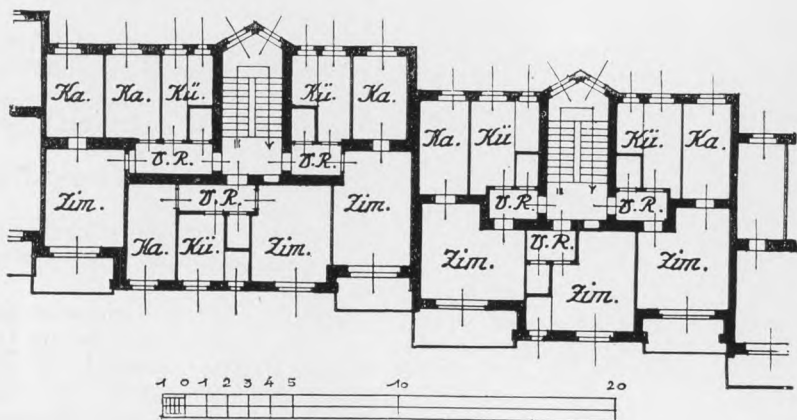 Ka. Ka. Kü. Kü. Ka.
Ka. Kü Kü. Ka.
V.R. V.R.
Zim. V.R. Zim.
V.R. V.R.
Ka. Kü. Zim.
Zim. V.R. Zim.
Zim.
1 0 1 2 3 4 5 10 20